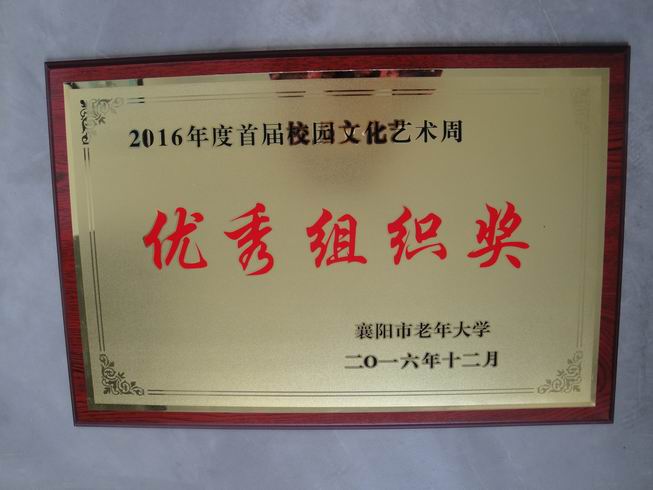 2016年度首届校园文化艺术周
优秀组织奖
襄阳市老年大学
二〇一六年十二月